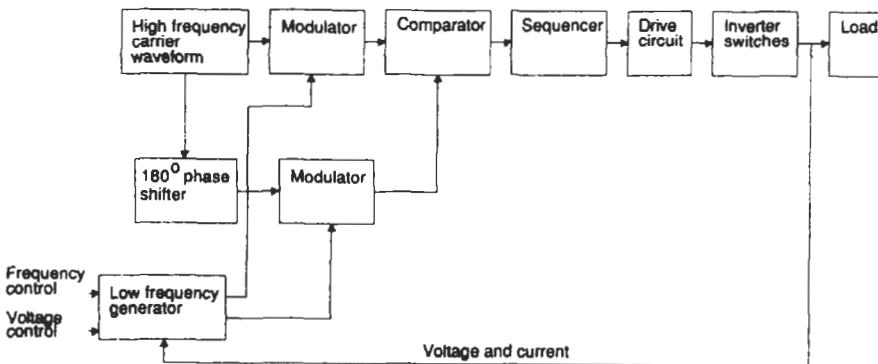 High frequency
carrier
waveform
Modulator
Comparator
Sequencer
Drive
circuit
Inverter
switches
Load
180° phase
shifter
Modulator
Frequency
control
Voltage
control
Low frequency
generator
Voltage and current